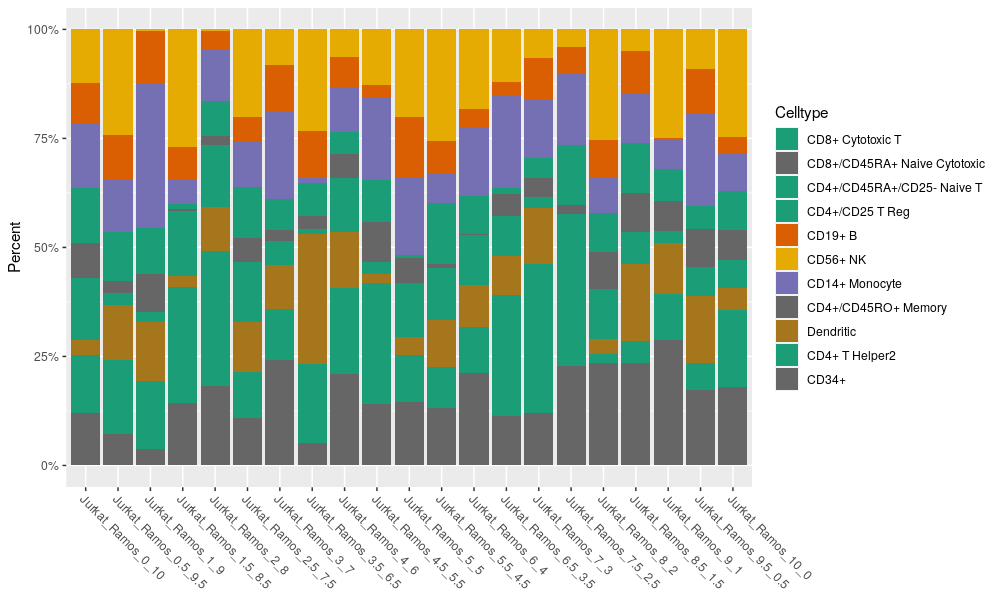 100%
75%
50%
25%
0%
Percent
Jurkat_Ramos_0_10
Jurkat_Ramos_0.5_9.5
Jurkat_Ramos_1_9
Jurkat_Ramos_1.5_8.5
Jurkat_Ramos_2_8
Jurkat_Ramos_2.5_7.5
Jurkat_Ramos_3_7
Jurkat_Ramos_3.5_6.5
Jurkat_Ramos_4_6
Jurkat_Ramos_4.5_5.5
Jurkat_Ramos_5_5
Jurkat_Ramos_5.5_4.5
Jurkat_Ramos_6_4
Jurkat_Ramos_6.5_3.5
Jurkat_Ramos_7_3
Jurkat_Ramos_7.5_2.5
Jurkat_Ramos_8_2
Jurkat_Ramos_8.5_1.5
Jurkat_Ramos_9_1
Jurkat_Ramos_9.5_0.5
Jurkat_Ramos_10_0
Celltype
CD8+ Cytotoxic T
CD8+/CD45RA+ Naive Cytotoxic
CD4+/CD45RA+/CD25- Naive T
CD4+/CD25 T Reg
CD19+ B
CD56+ NK
CD14+ Monocyte
CD4+/CD45RO+ Memory
Dendritic
CD4+ T Helper2
CD34+